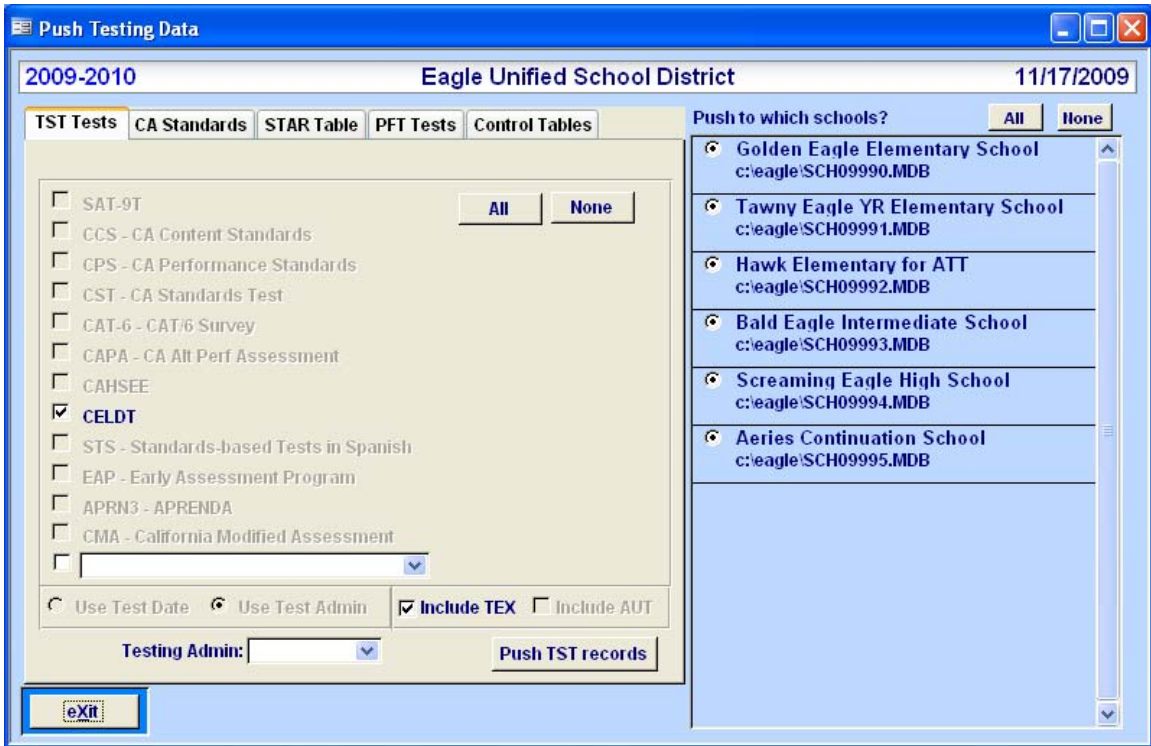 Push Testing Data
2009-2010 Eagle Unified School District 11/17/2009
TST Tests CA Standards STAR Table PFT Tests Control Tables
SAT-9T
All None
CCS - CA Content Standards
CPS - CA Performance Standards
CST - CA Standards Test
CAT-6 - CAT/6 Survey
CAPA - CA Alt Perf Assessment
CAHSEE
CELDT
STS - Standards-based Tests in Spanish
EAP - Early Assessment Program
APRN3 - APRENDA
CMA - California Modified Assessment
Use Test Date Use Test Admin Include TEX Include AUT
Testing Admin: Push TST records
eXit
Push to which schools? All None
Golden Eagle Elementary School
c:\eagle\SCH09990.MDB
Tawny Eagle YR Elementary School
c:\eagle\SCH09991.MDB
Hawk Elementary for ATT
c:\eagle\SCH09992.MDB
Bald Eagle Intermediate School
c:\eagle\SCH09993.MDB
Screaming Eagle High School
c:\eagle\SCH09994.MDB
Aeries Continuation School
c:\eagle\SCH09995.MDB